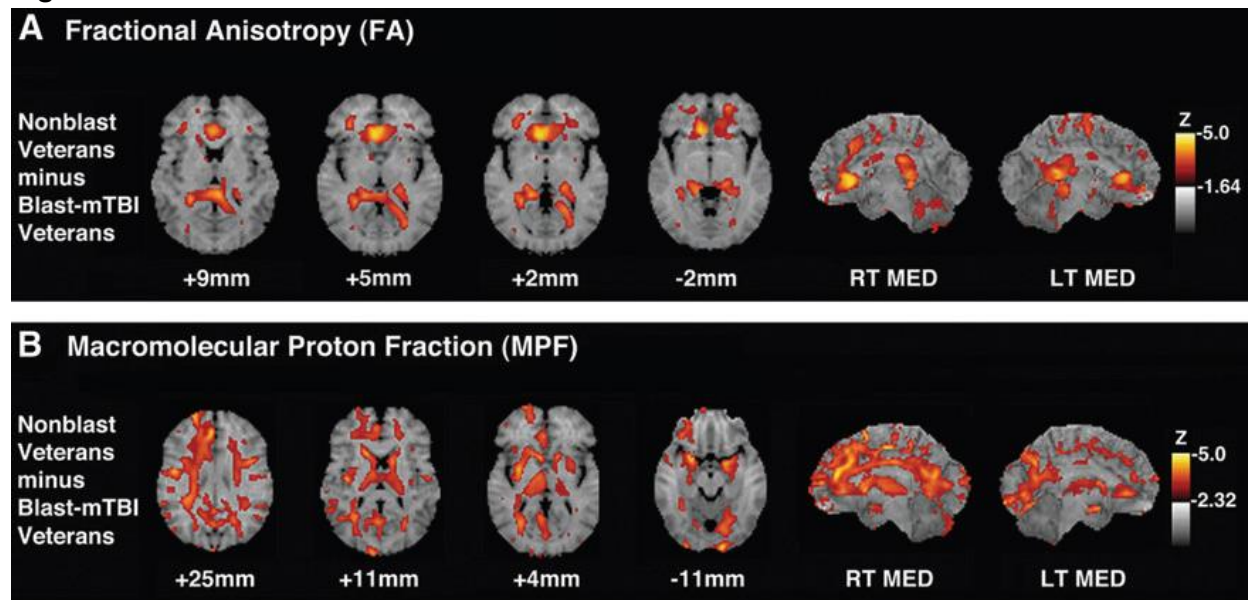 A Fractional Anisotropy (FA)
Nonblast
Veterans
minus
Blast-mTBI
Veterans
+9mm
+5mm
+2mm
-2mm
RT MED
LT MED
Z
-5.0
-1.64
B Macromolecular Proton Fraction (MPF)
Nonblast
Veterans
minus
Blast-mTBI
Veterans
+25mm
+11mm
+4mm
-11mm
RT MED
LT MED
Z
-5.0
-2.32